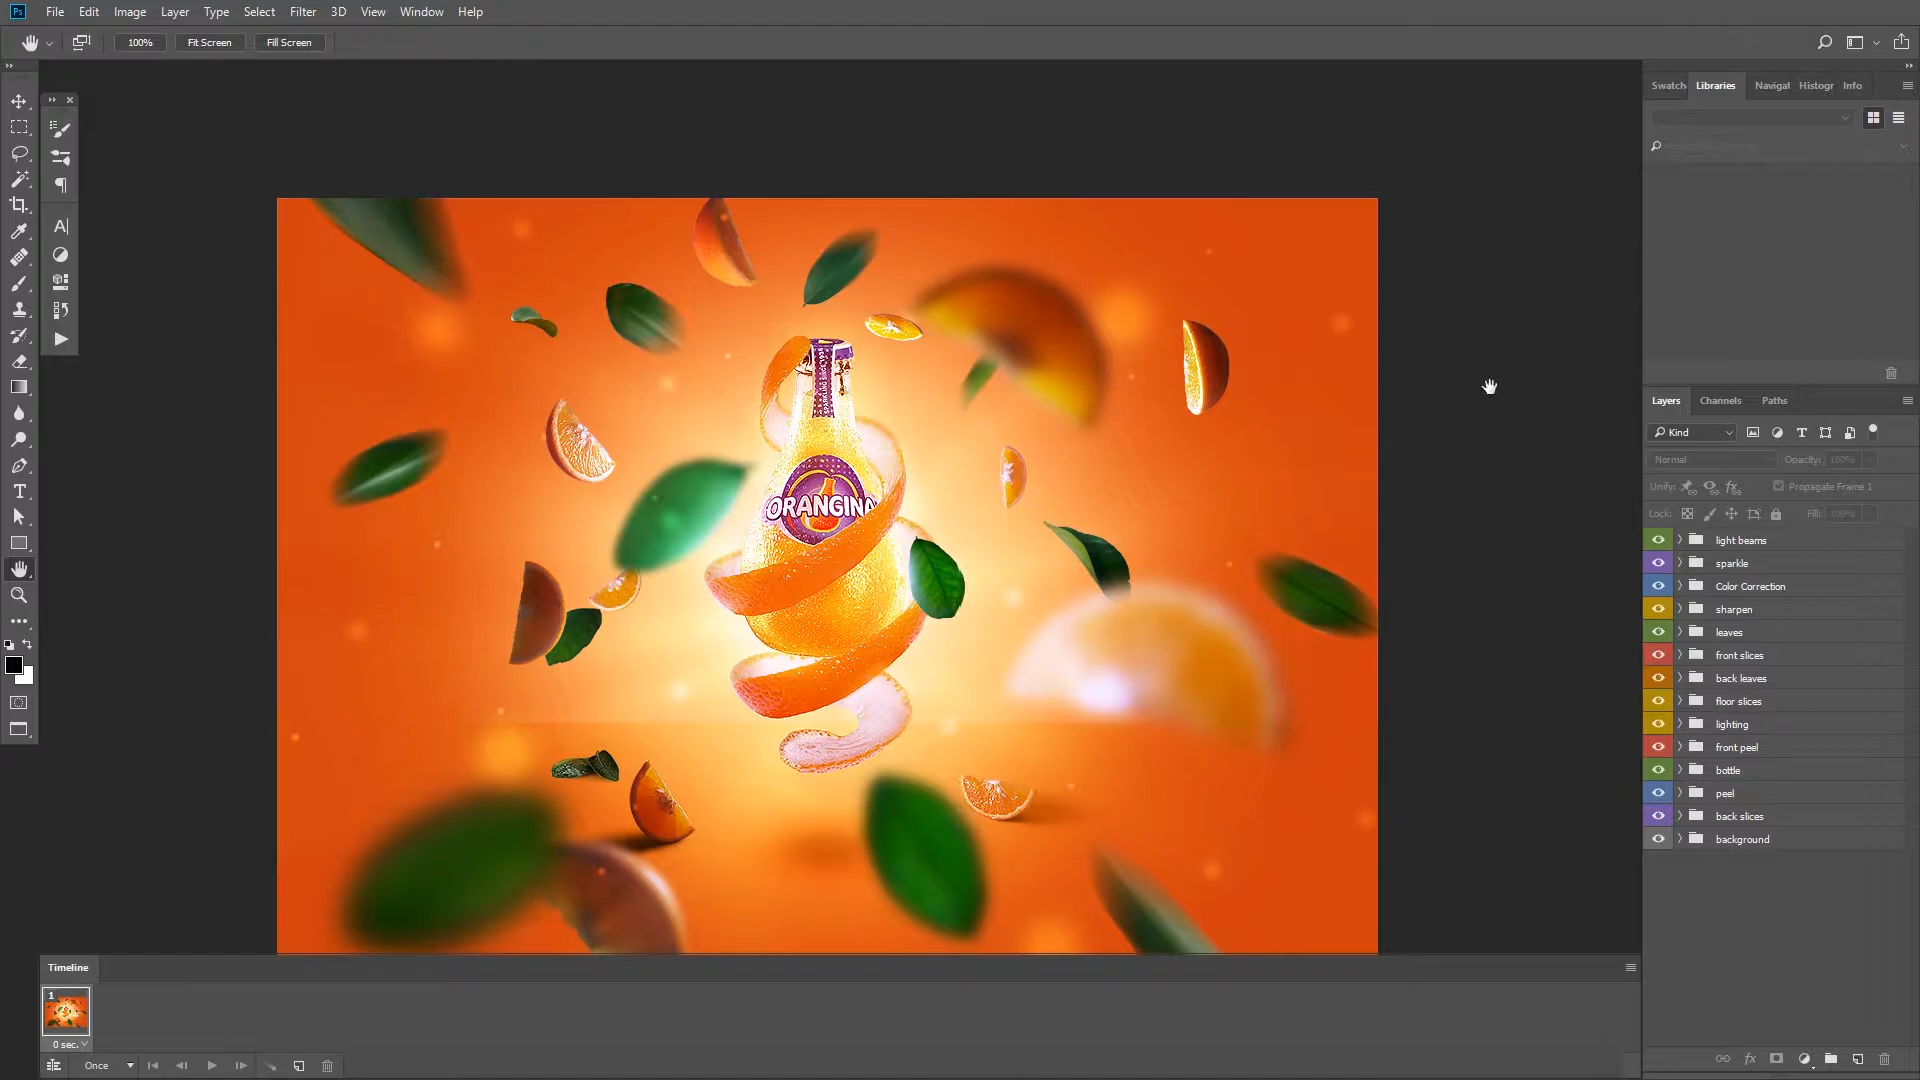 Ps File Edit Image Layer Type Select Filter 3D View Window Help
100% Fit Screen Fill Screen
Swatch Libraries Navigat Histogr Info
Layers Channels Paths
Kind
Normal Opacity: 100%
Unify: Propagate Frame 1
Lock: Fill: 100%
light beams
sparkle
Color Correction
sharpen
leaves
front slices
back leaves
floor slices
lighting
front peel
bottle
peel
back slices
background
ORANGINA
Timeline
1
0 sec.
Once